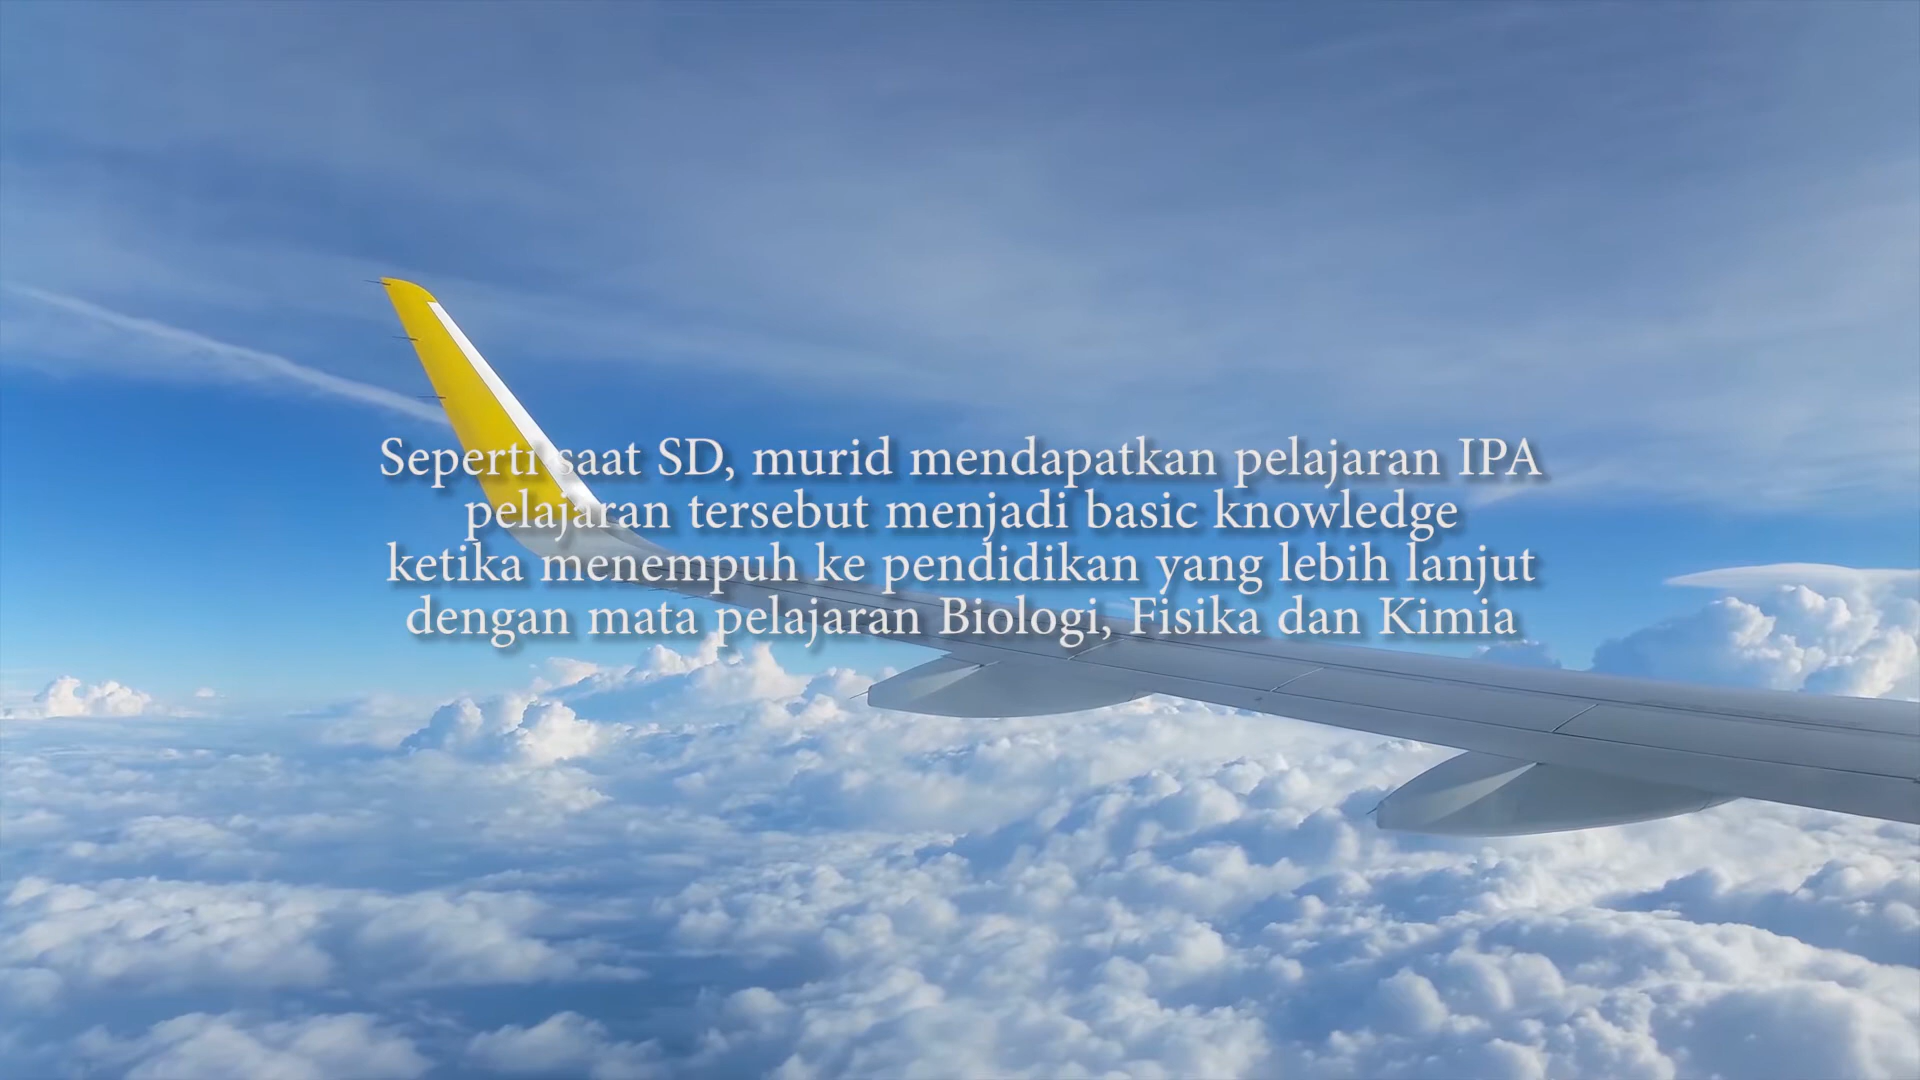 Seperti saat SD, murid mendapatkan pelajaran IPA
pelajaran tersebut menjadi basic knowledge
ketika menempuh ke pendidikan yang lebih lanjut
dengan mata pelajaran Biologi, Fisika dan Kimia